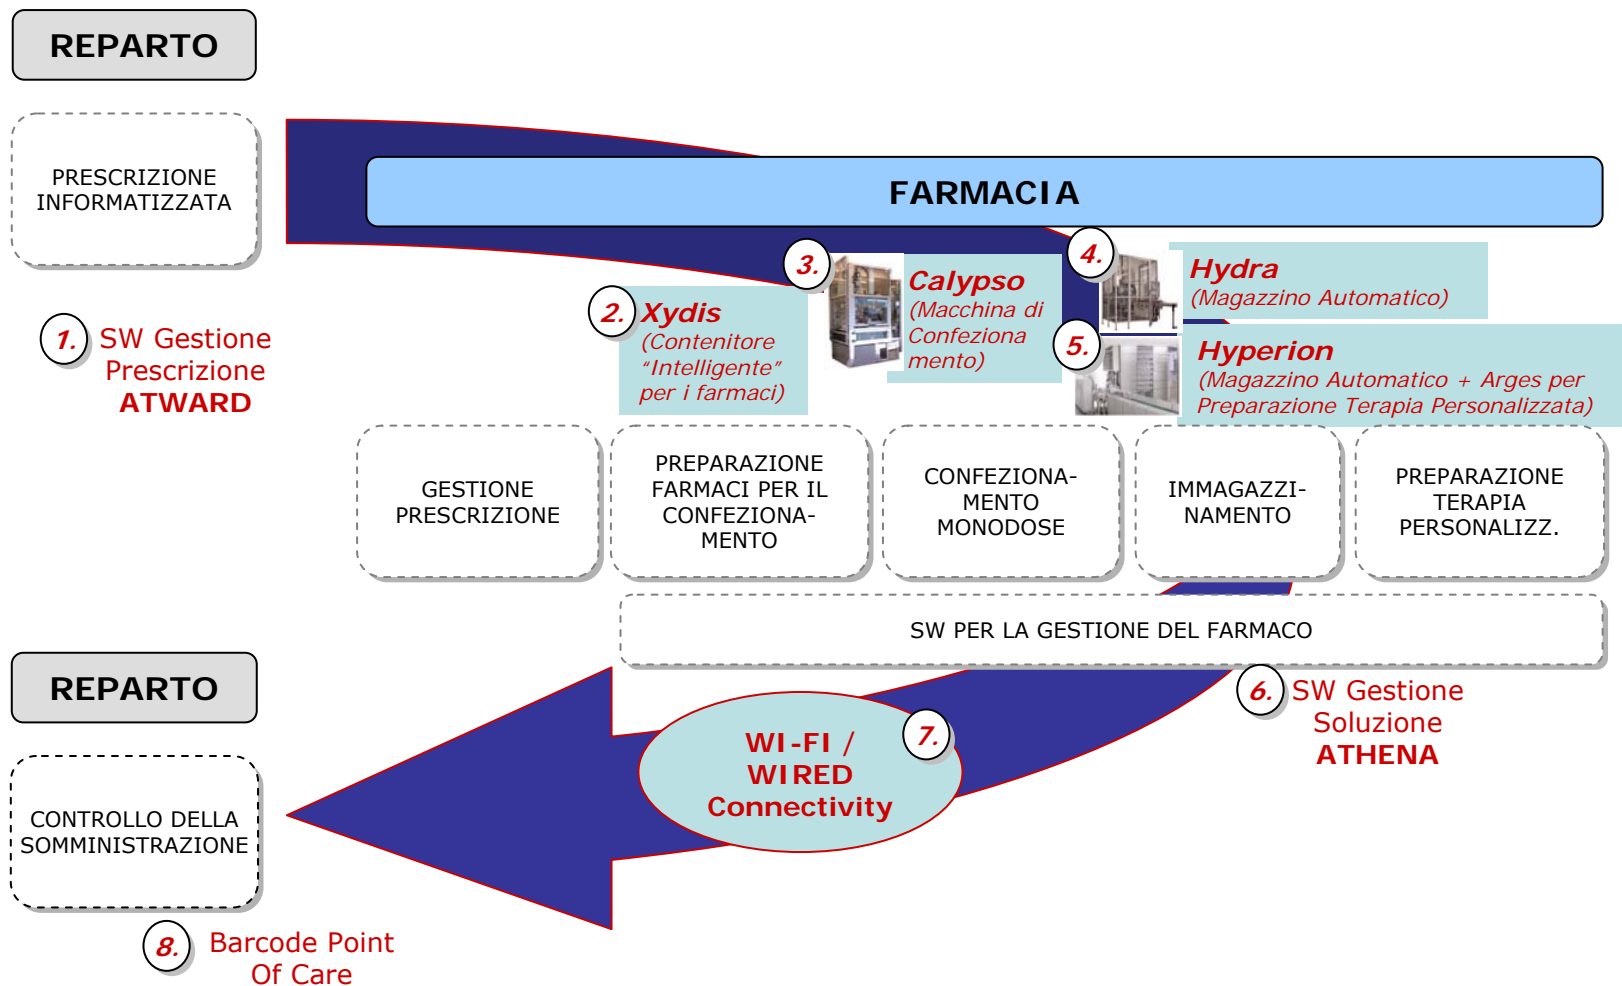 REPARTO
PRESCRIZIONE
INFORMATIZZATA
1. SW Gestione
Prescrizione
ATWARD
FARMACIA
2. Xydis
(Contenitore
“Intelligente”
per i farmaci)
3. Calypso
(Macchina di
Confeziona
mento)
4. Hydra
(Magazzino Automatico)
5. Hyperion
(Magazzino Automatico + Arges per
Preparazione Terapia Personalizzata)
GESTIONE
PRESCRIZIONE
PREPARAZIONE
FARMACI PER IL
CONFEZIONA-
MENTO
CONFEZIONA-
MENTO
MONODOSE
IMMAGAZZI-
NAMENTO
PREPARAZIONE
TERAPIA
PERSONALIZZ.
SW PER LA GESTIONE DEL FARMACO
6. SW Gestione
Soluzione
ATHENA
7.
WI-FI /
WIRED
Connectivity
REPARTO
CONTROLLO DELLA
SOMMINISTRAZIONE
8. Barcode Point
Of Care